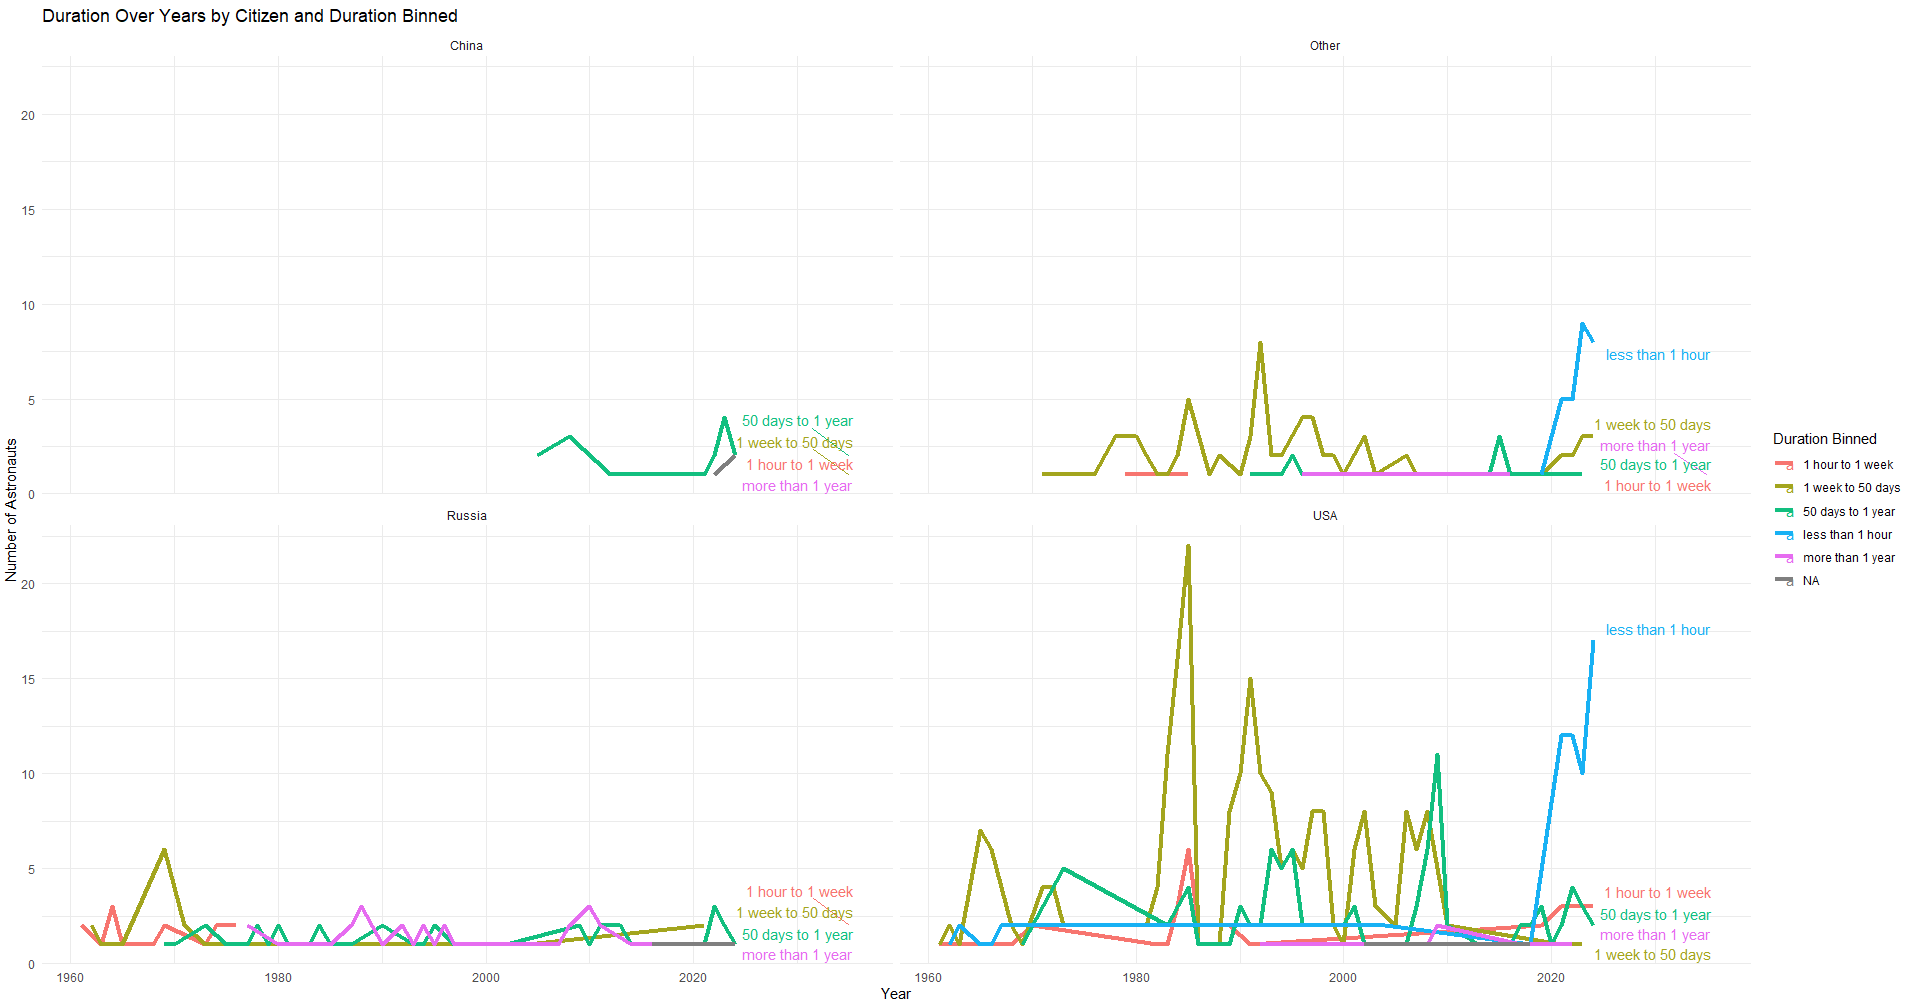 Duration Over Years by Citizen and Duration Binned
China
Other
20
15
10
5
0
50 days to 1 year
1 week to 50 days
1 hour to 1 week
more than 1 year
less than 1 hour
1 week to 50 days
more than 1 year
50 days to 1 year
1 hour to 1 week
Number of Astronauts
Russia
USA
20
15
10
5
0
1 hour to 1 week
1 week to 50 days
50 days to 1 year
more than 1 year
less than 1 hour
1 hour to 1 week
50 days to 1 year
more than 1 year
1 week to 50 days
1960
1980
2000
2020
1960
1980
2000
2020
Year
Duration Binned
a 1 hour to 1 week
a 1 week to 50 days
a 50 days to 1 year
a less than 1 hour
a more than 1 year
a NA